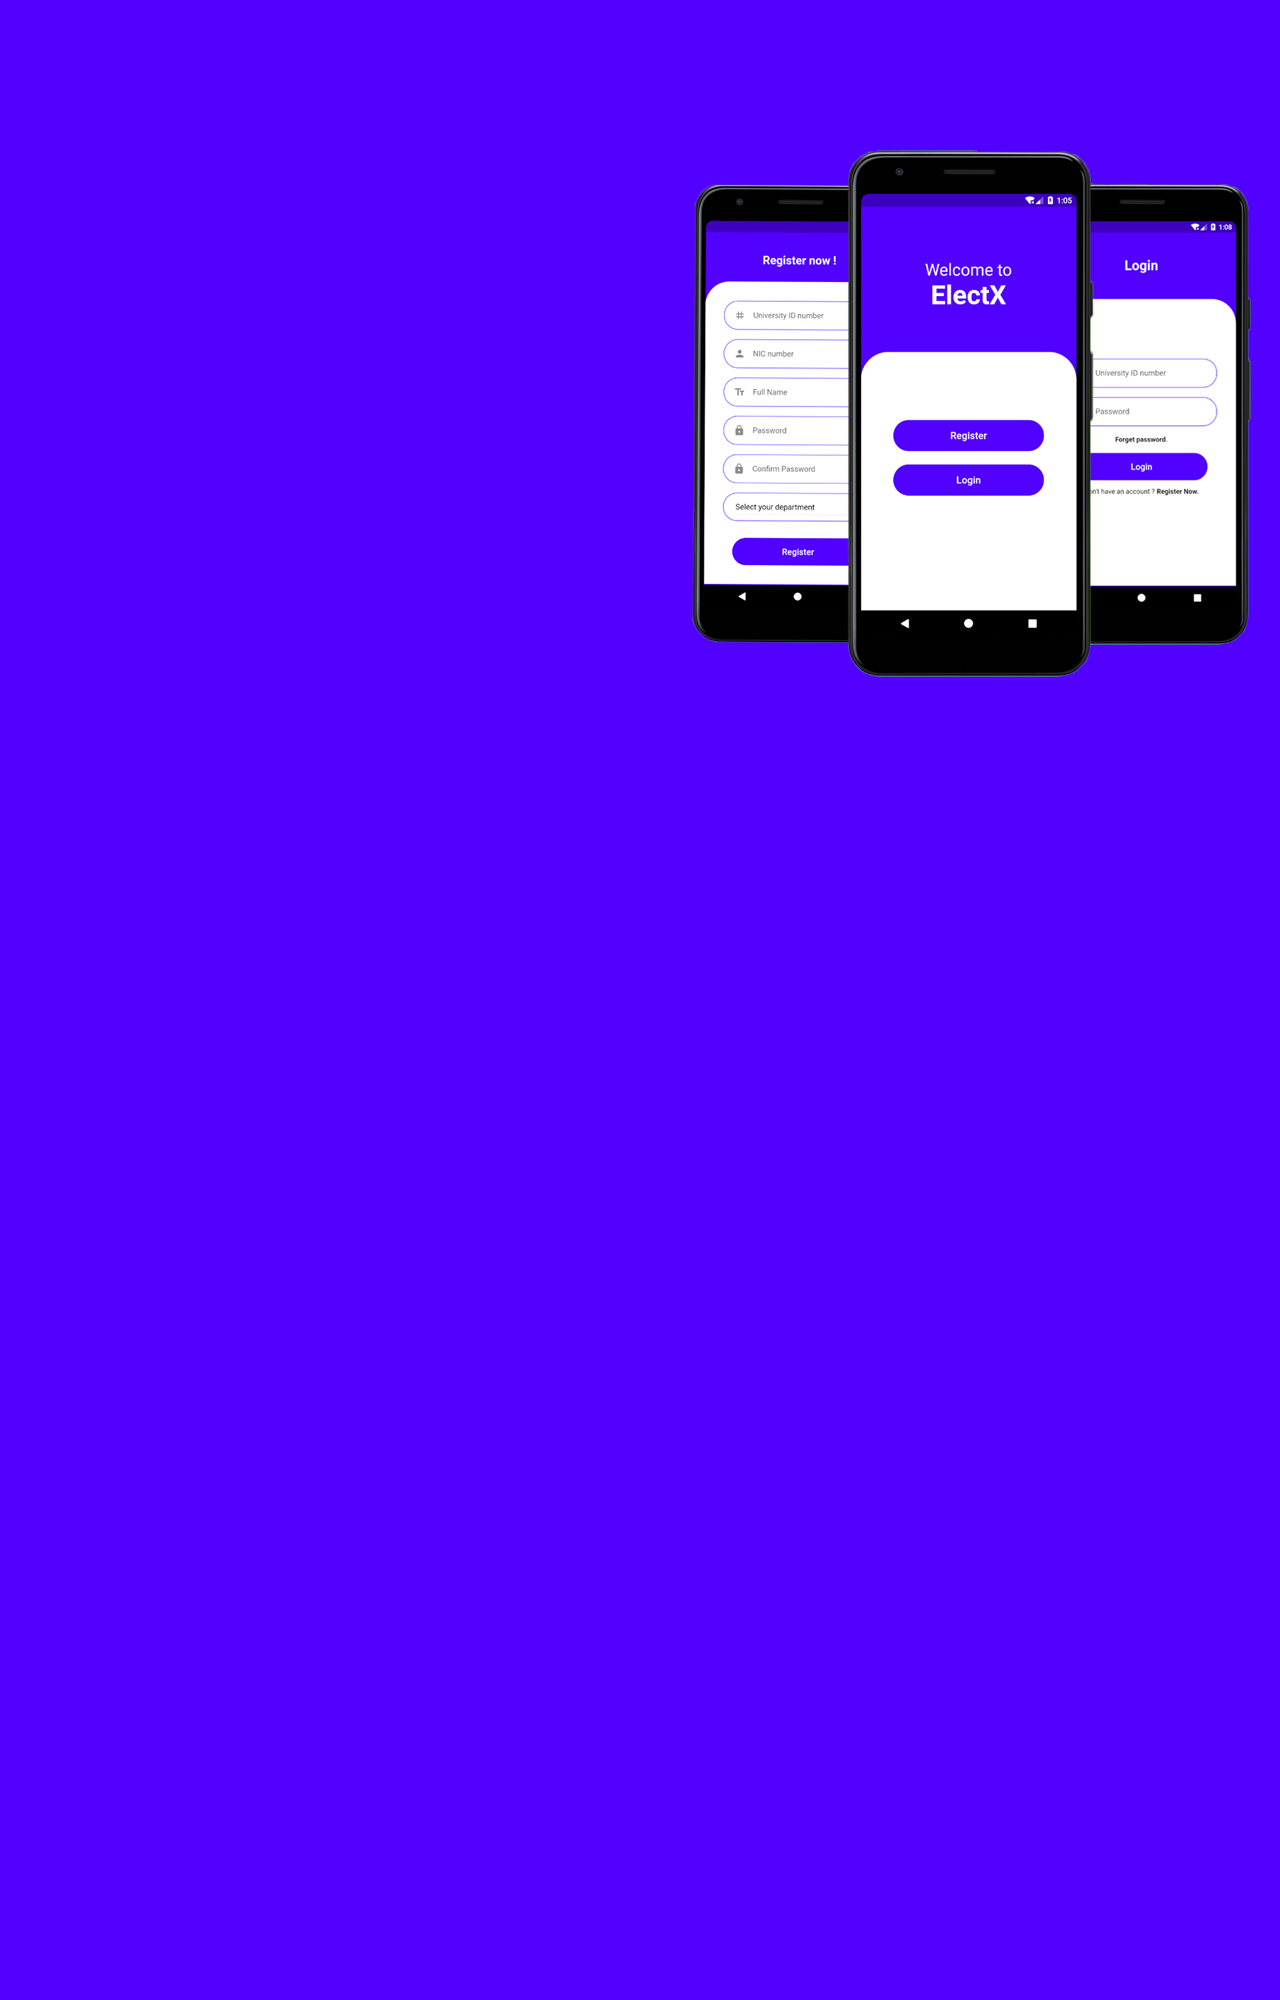 Register now !
University ID number
NIC number
Full Name
Password
Confirm Password
Select your department
Register
1:05
Welcome to
ElectX
Register
Login
1:08
Login
University ID number
Password
Forget password.
Login
n't have an account ? Register Now.